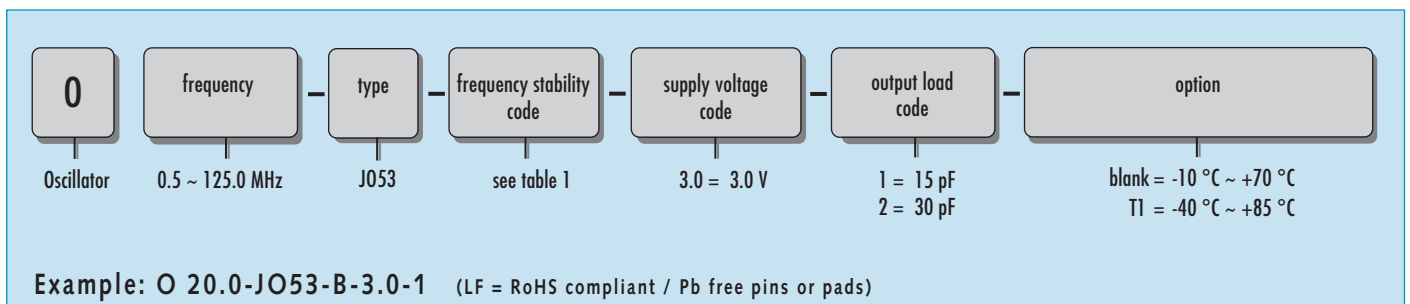 O
frequency
type
frequency stability
code
supply voltage
code
output load
code
option
Oscillator
0.5 ~ 125.0 MHz
JO53
see table 1
3.0 = 3.0 V
1 = 15 pF
2 = 30 pF
blank = -10 °C ~ +70 °C
T1 = -40 °C ~ +85 °C
Example: O 20.0-JO53-B-3.0-1 (LF = RoHS compliant / Pb free pins or pads)